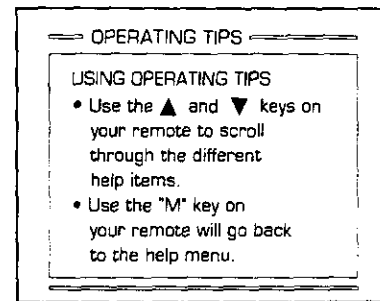 OPERATING TIPS
USING OPERATING TIPS
• Use the ▲ and ▼ keys on
your remote to scroll
through the different
help items.
• Use the "M" key on
your remote will go back
to the help menu.